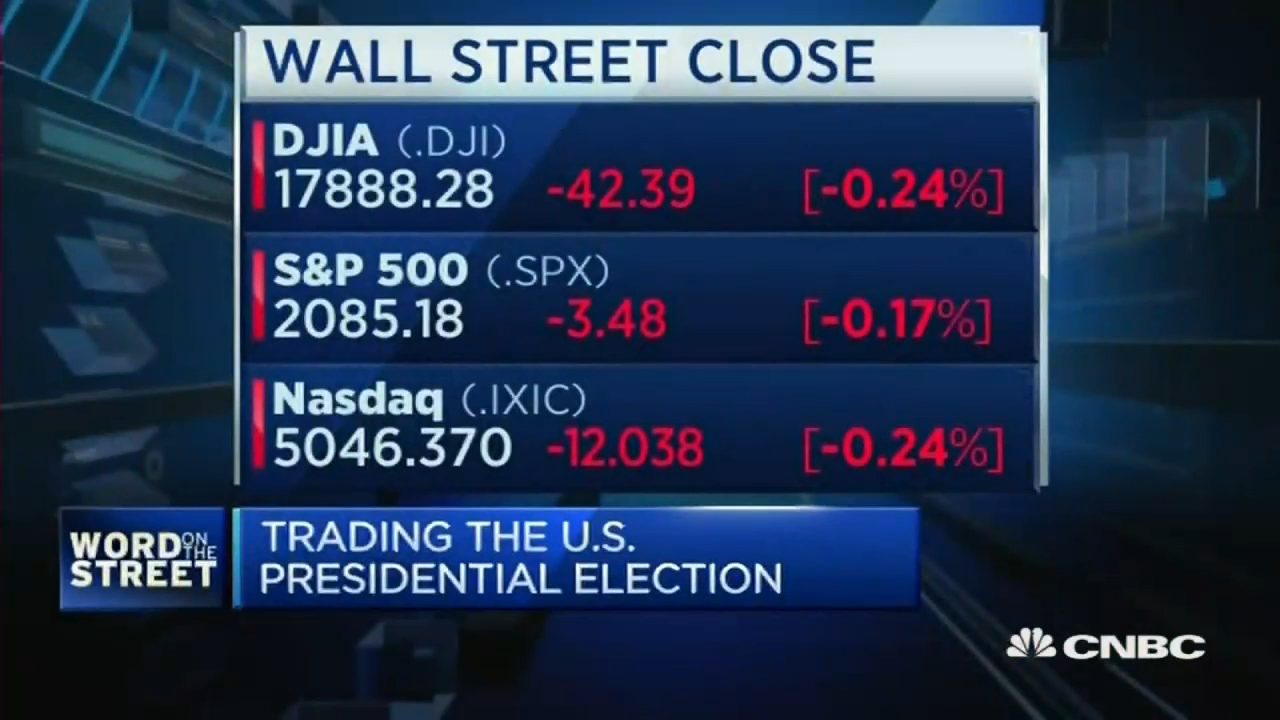 WALL STREET CLOSE
DJIA (.DJI)
17888.28 -42.39 [-0.24%]
S&P 500 (.SPX)
2085.18 -3.48 [-0.17%]
Nasdaq (.IXIC)
5046.370 -12.038 [-0.24%]
WORD ON THE STREET
TRADING THE U.S.
PRESIDENTIAL ELECTION
CNBC